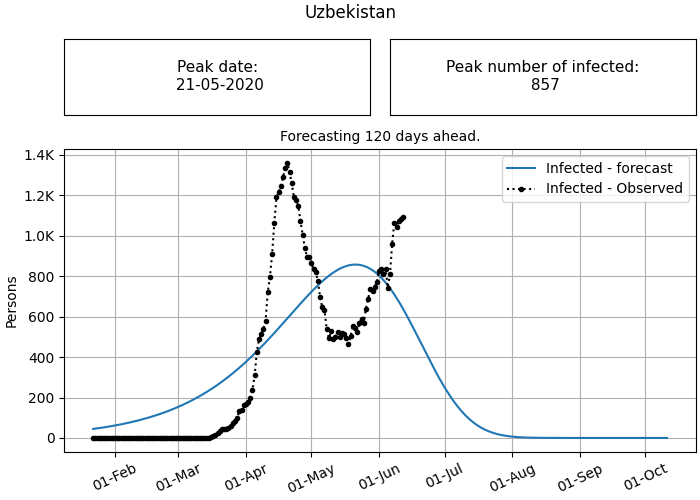 Uzbekistan
Peak date:
21-05-2020
Peak number of infected:
857
Forecasting 120 days ahead.
1.4K
1.2K
1.0K
800
600
400
200
0
Persons
Infected - forecast
Infected - Observed
01-Feb
01-Mar
01-Apr
01-May
01-Jun
01-Jul
01-Aug
01-Sep
01-Oct